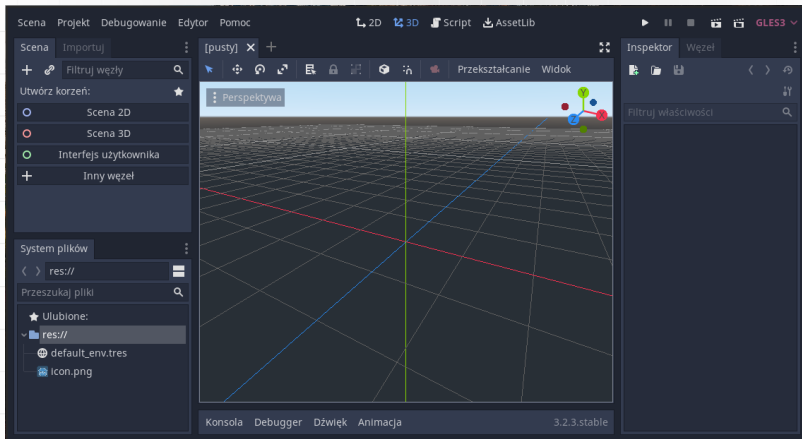 Scena Projekt Debugowanie Edytor Pomoc 2D 3D Script AssetLib GLES3
Scena Importuj
Filtruj węzły
Utwórz korzeń:
Scena 2D
Scena 3D
Interfejs użytkownika
Inny węzeł
System plików
res://
Przeszukaj pliki
Ulubione:
res://
default_env.tres
icon.png
[pusty]
Przekształcanie Widok
Perspektywa
Y
X
Z
Konsola Debugger Dźwięk Animacja 3.2.3.stable
Inspektor Węzeł
Filtruj właściwości